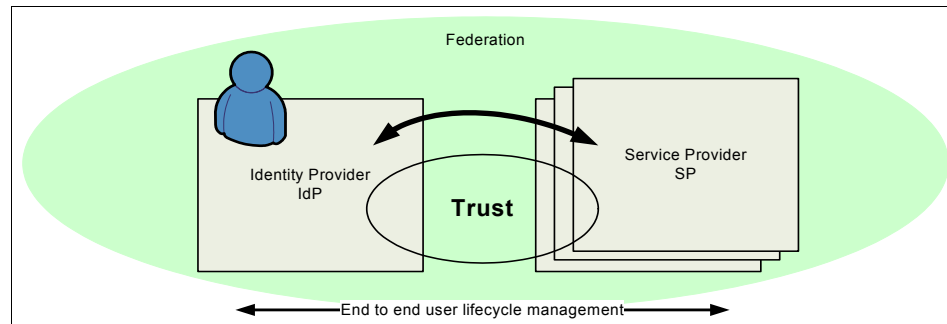 Federation
Identity Provider
IdP
Service Provider
SP
Trust
End to end user lifecycle management